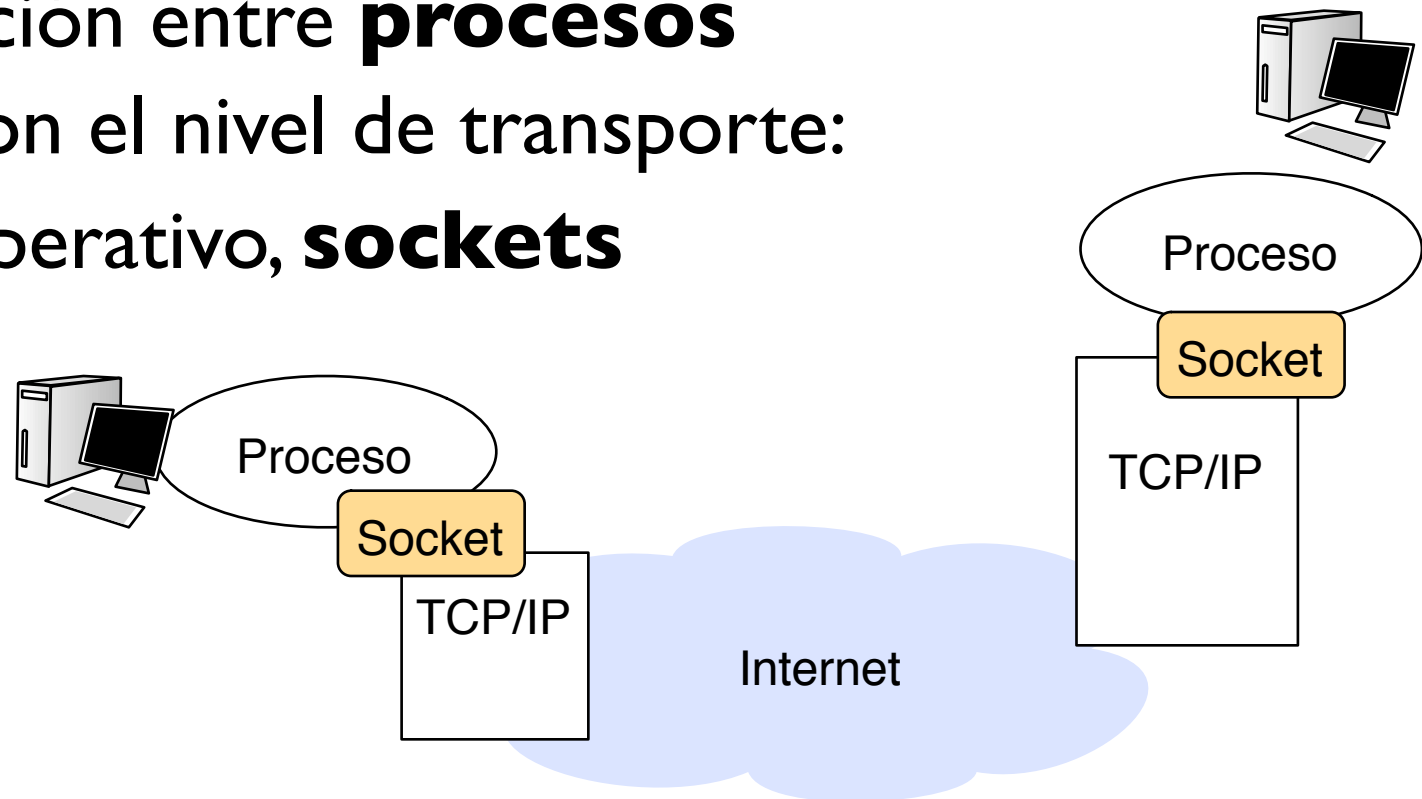 cion entre procesos
on el nivel de transporte:
perativo, sockets
Proceso
Socket
TCP/IP
Proceso
Socket
TCP/IP
Internet